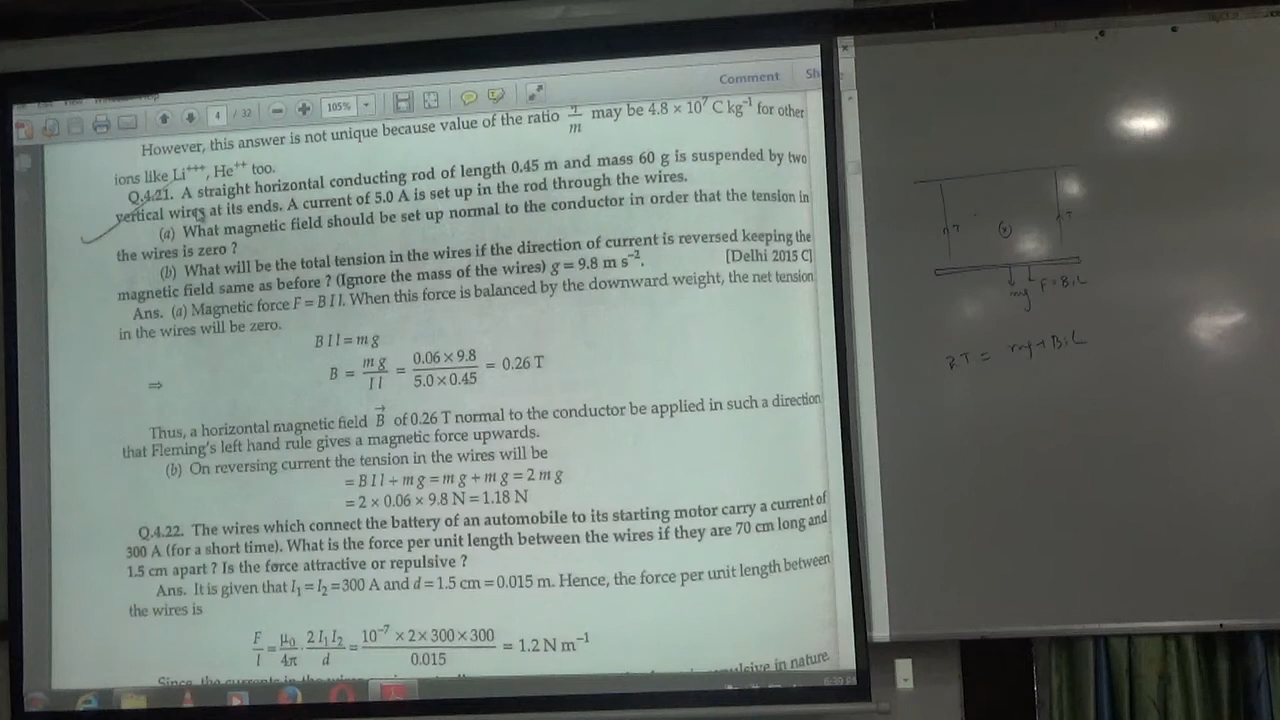 Comment
4 / 32
105%
However, this answer is not unique because value of the ratio q/m may be 4.8 × 10⁷ C kg⁻¹ for other
ions like Li⁺⁺⁺, He⁺⁺ too.
Q.4.21. A straight horizontal conducting rod of length 0.45 m and mass 60 g is suspended by two
vertical wires at its ends. A current of 5.0 A is set up in the rod through the wires.
(a) What magnetic field should be set up normal to the conductor in order that the tension in
the wires is zero ?
(b) What will be the total tension in the wires if the direction of current is reversed keeping the
magnetic field same as before ? (Ignore the mass of the wires) g = 9.8 m s⁻². [Delhi 2015 C]
Ans. (a) Magnetic force F = B I l. When this force is balanced by the downward weight, the net tension
in the wires will be zero.
B I l = m g
⇒ B = m g / I l = 0.06 × 9.8 / 5.0 × 0.45 = 0.26 T
Thus, a horizontal magnetic field B⃗ of 0.26 T normal to the conductor be applied in such a direction
that Fleming's left hand rule gives a magnetic force upwards.
(b) On reversing current the tension in the wires will be
= B I l + m g = m g + m g = 2 m g
= 2 × 0.06 × 9.8 N = 1.18 N
Q.4.22. The wires which connect the battery of an automobile to its starting motor carry a current of
300 A (for a short time). What is the force per unit length between the wires if they are 70 cm long and
1.5 cm apart ? Is the force attractive or repulsive ?
Ans. It is given that I₁ = I₂ = 300 A and d = 1.5 cm = 0.015 m. Hence, the force per unit length between
the wires is
F/l = μ₀/4π · 2 I₁ I₂/d = 10⁻⁷ × 2 × 300 × 300 / 0.015 = 1.2 N m⁻¹
Since the currents in the in nature
mg F = BiL
2T = mg + BiL